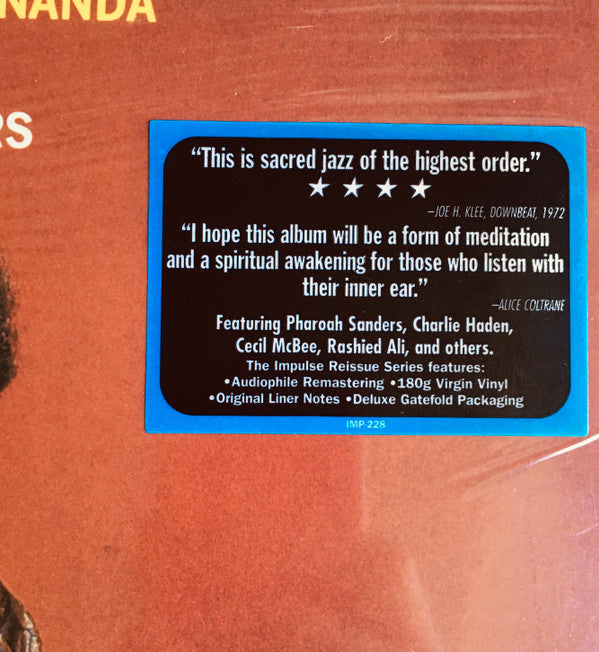 NANDA
RS
“This is sacred jazz of the highest order.”
★ ★ ★ ★
–JOE H. KLEE, DOWNBEAT, 1972
“I hope this album will be a form of meditation
and a spiritual awakening for those who listen with
their inner ear.”
–ALICE COLTRANE
Featuring Pharoah Sanders, Charlie Haden,
Cecil McBee, Rashied Ali, and others.
The Impulse Reissue Series features:
•Audiophile Remastering •180g Virgin Vinyl
•Original Liner Notes •Deluxe Gatefold Packaging
IMP-228